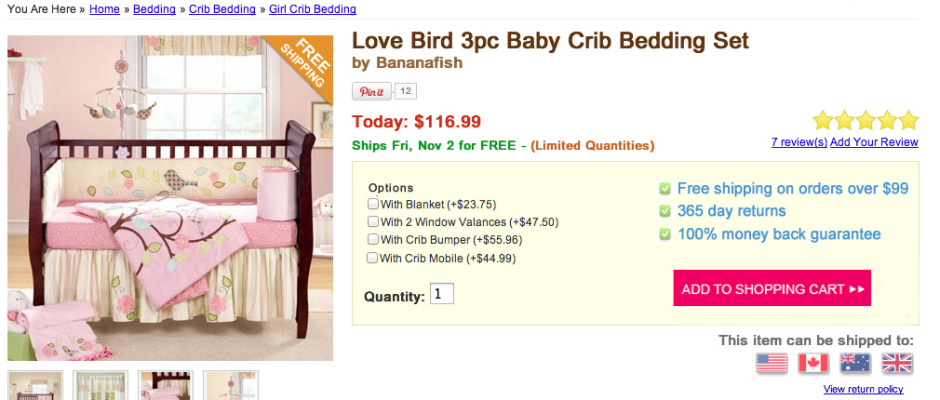 You Are Here » Home » Bedding » Crib Bedding » Girl Crib Bedding
FREE
SHIPPING
Love Bird 3pc Baby Crib Bedding Set
by Bananafish
Pin it 12
Today: $116.99
Ships Fri, Nov 2 for FREE - (Limited Quantities)
7 review(s) Add Your Review
Options
With Blanket (+$23.75)
With 2 Window Valances (+$47.50)
With Crib Bumper (+$55.96)
With Crib Mobile (+$44.99)
Quantity: 1
Free shipping on orders over $99
365 day returns
100% money back guarantee
ADD TO SHOPPING CART
This item can be shipped to:
View return policy